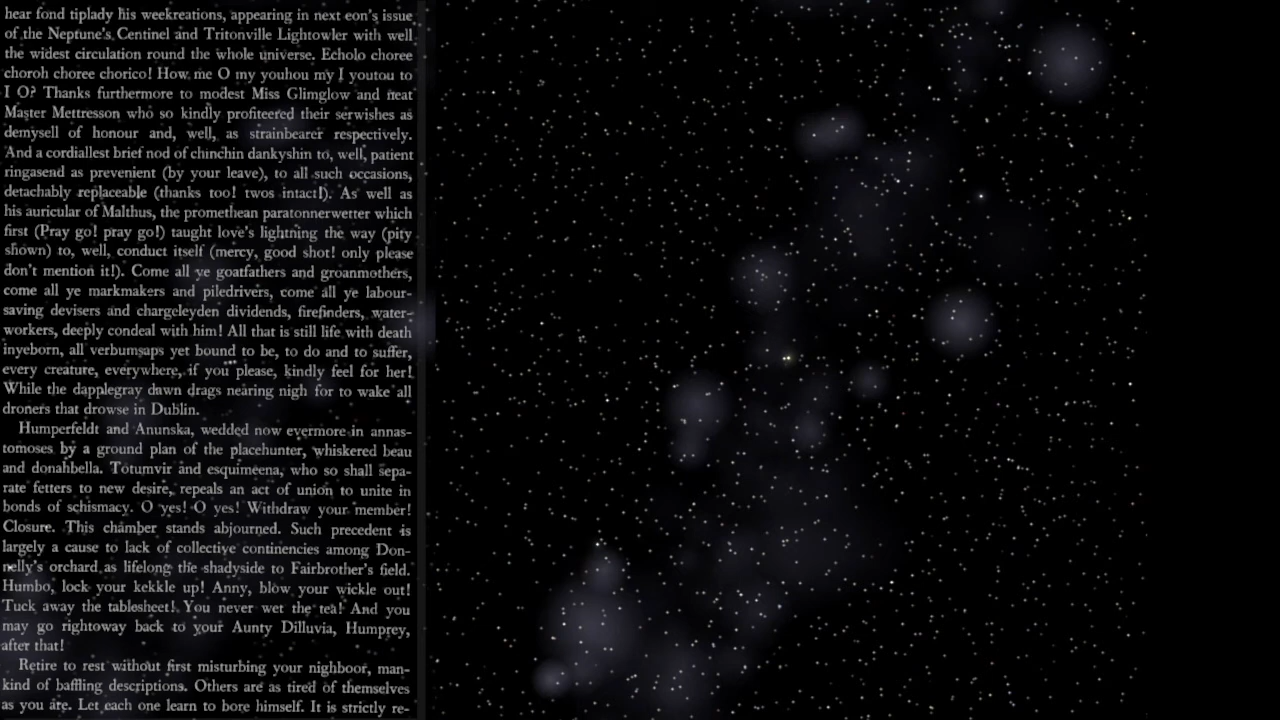 hear fond tiplady his weekreations, appearing in next eon's issue
of the Neptune's Centinel and Tritonville Lightowler with well
the widest circulation round the whole universe. Echolo choree
choroh choree chorico! How me O my youhou my I youtou to
I O? Thanks furthermore to modest Miss Glimglow and neat
Master Mettresson who so kindly profiteered their serwishes as
demysell of honour and, well, as strainbearer respectively.
And a cordiallest brief nod of chinchin dankyshin to, well, patient
ringasend as prevenient (by your leave), to all such occasions,
detachably replaceable (thanks too! twos intact!). As well as
his auricular of Malthus, the promethean paratonnerwetter which
first (Pray go! pray go!) taught love's lightning the way (pity
shown) to, well, conduct itself (mercy, good shot! only please
don't mention it!). Come all ye goatfathers and groanmothers,
come all ye markmakers and piledrivers, come all ye labour-
saving devisers and chargeleyden dividends, firefinders, water-
workers, deeply condeal with him! All that is still life with death
inyeborn, all verbumsaps yet bound to be, to do and to suffer,
every creature, everywhere, if you please, kindly feel for her!
While the dapplegray dawn drags nearing nigh for to wake all
droners that drowse in Dublin.
Humperfeldt and Anunska, wedded now evermore in annas-
tomoses by a ground plan of the placehunter, whiskered beau
and donahbella. Totumvir and esquimeena, who so shall sepa-
rate fetters to new desire, repeals an act of union to unite in
bonds of schismacy. O yes! O yes! Withdraw your member!
Closure. This chamber stands abjourned. Such precedent is
largely a cause to lack of collective continencies among Don-
nelly's orchard as lifelong the shadyside to Fairbrother's field.
Humbo, lock your kekkle up! Anny, blow your wickle out!
Tuck away the tablesheet! You never wet the tea! And you
may go rightoway back to your Aunty Dilluvia, Humprey,
after that!
Retire to rest without first misturbing your nighboor, man-
kind of baffling descriptions. Others are as tired of themselves
as you are. Let each one learn to bore himself. It is strictly re-